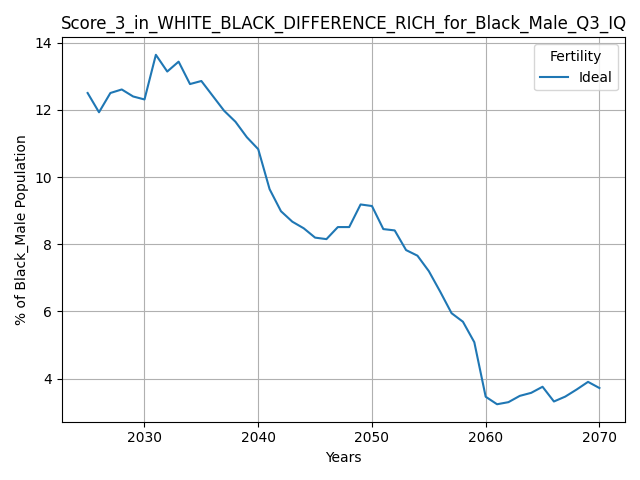 Score_3_in_WHITE_BLACK_DIFFERENCE_RICH_for_Black_Male_Q3_IQ
14
12
10
8
6
4
% of Black_Male Population
Fertility
Ideal
2030
2040
2050
2060
2070
Years